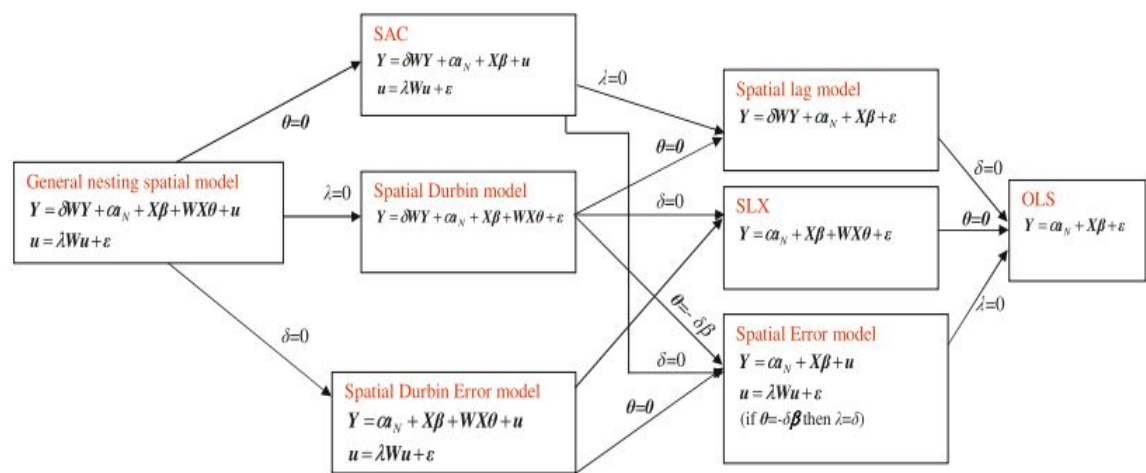 SAC
Y = δWY + αι_N + Xβ + u
u = λWu + ε
θ=0
λ=0
General nesting spatial model
Y = δWY + αι_N + Xβ + WXθ + u
u = λWu + ε
λ=0
Spatial Durbin model
Y = δWY + αι_N + Xβ + WXθ + ε
δ=0
Spatial Durbin Error model
Y = αι_N + Xβ + WXθ + u
u = λWu + ε
Spatial lag model
Y = δWY + αι_N + Xβ + ε
θ=0
δ=0
δ=0
SLX
Y = αι_N + Xβ + WXθ + ε
θ=0
θ=- δβ
δ=0
θ=0
Spatial Error model
Y = αι_N + Xβ + u
u = λWu + ε
(if θ=-δβ then λ=δ)
λ=0
OLS
Y = αι_N + Xβ + ε